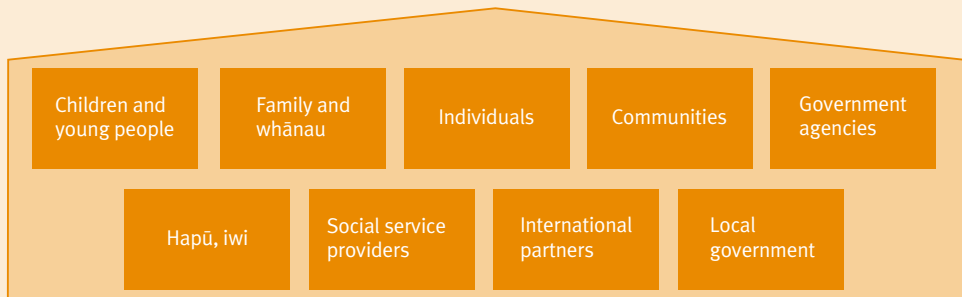 Children and
young people
Family and
whānau
Individuals
Communities
Government
agencies
Hapū, iwi
Social service
providers
International
partners
Local
government